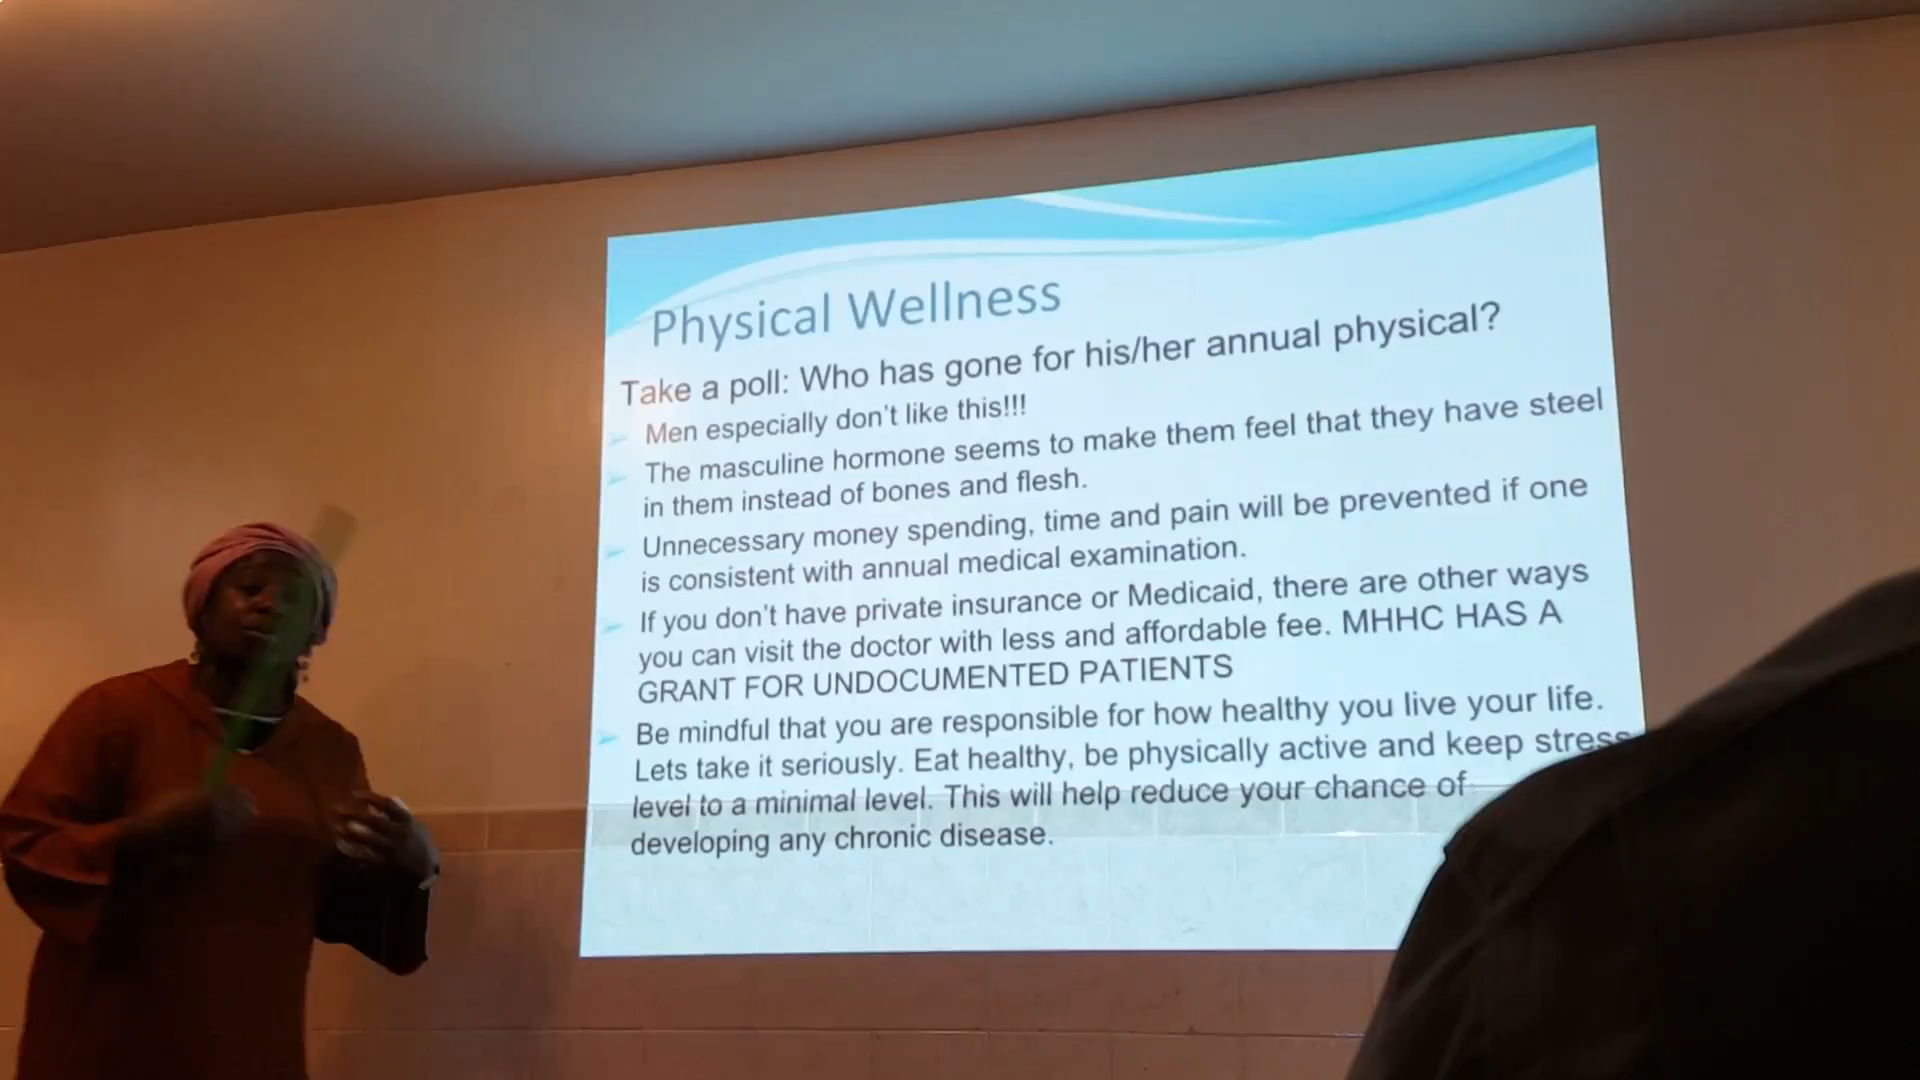 Physical Wellness
Take a poll: Who has gone for his/her annual physical?
Men especially don't like this!!!
The masculine hormone seems to make them feel that they have steel
in them instead of bones and flesh.
Unnecessary money spending, time and pain will be prevented if one
is consistent with annual medical examination.
If you don't have private insurance or Medicaid, there are other ways
you can visit the doctor with less and affordable fee. MHHC HAS A
GRANT FOR UNDOCUMENTED PATIENTS
Be mindful that you are responsible for how healthy you live your life.
Lets take it seriously. Eat healthy, be physically active and keep stress
level to a minimal level. This will help reduce your chance of
developing any chronic disease.